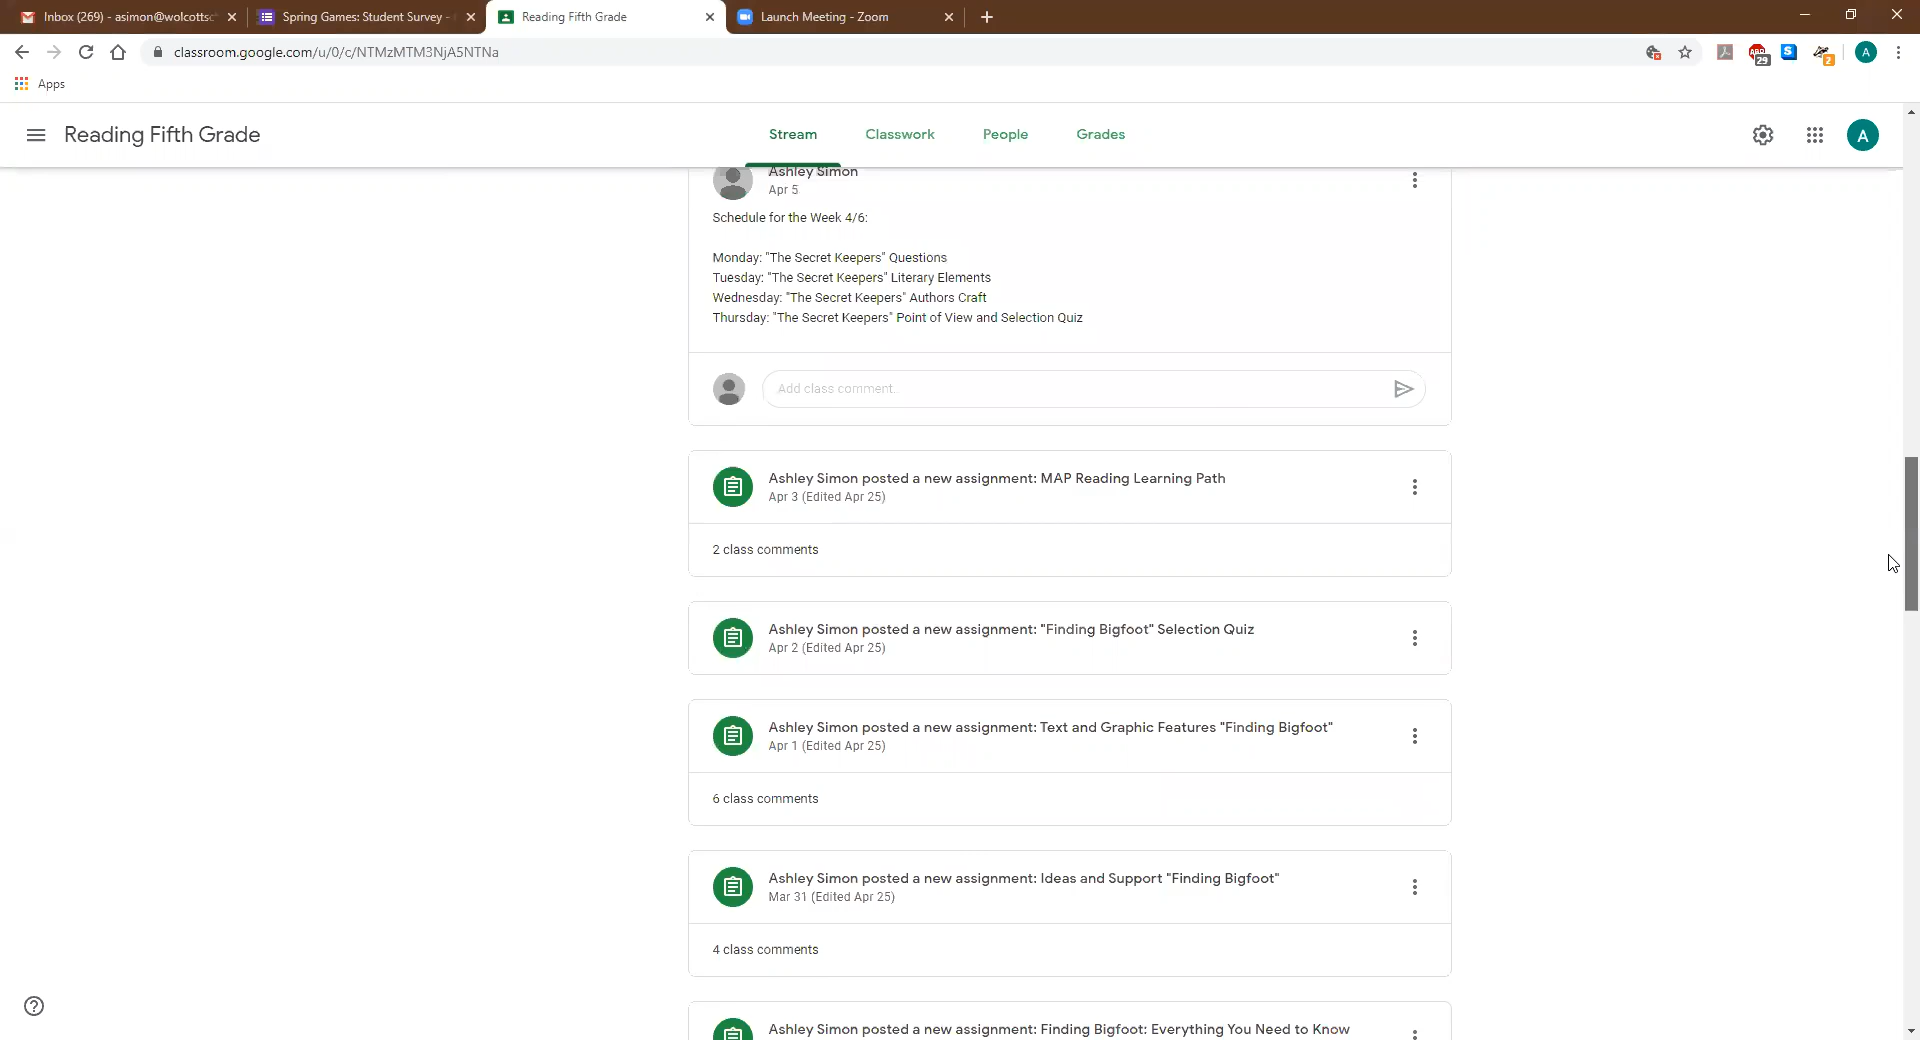 Inbox (269) - asimon@wolcottsc
Spring Games: Student Survey -
Reading Fifth Grade
Launch Meeting - Zoom
classroom.google.com/u/0/c/NTMzMTM3NjA5NTNa
29
2
A
Apps
Reading Fifth Grade
Stream
Classwork
People
Grades
A
Ashley Simon
Apr 5
Schedule for the Week 4/6:
Monday: "The Secret Keepers" Questions
Tuesday: "The Secret Keepers" Literary Elements
Wednesday: "The Secret Keepers" Authors Craft
Thursday: "The Secret Keepers" Point of View and Selection Quiz
Add class comment..
Ashley Simon posted a new assignment: MAP Reading Learning Path
Apr 3 (Edited Apr 25)
2 class comments
Ashley Simon posted a new assignment: "Finding Bigfoot" Selection Quiz
Apr 2 (Edited Apr 25)
Ashley Simon posted a new assignment: Text and Graphic Features "Finding Bigfoot"
Apr 1 (Edited Apr 25)
6 class comments
Ashley Simon posted a new assignment: Ideas and Support "Finding Bigfoot"
Mar 31 (Edited Apr 25)
4 class comments
Ashley Simon posted a new assignment: Finding Bigfoot: Everything You Need to Know